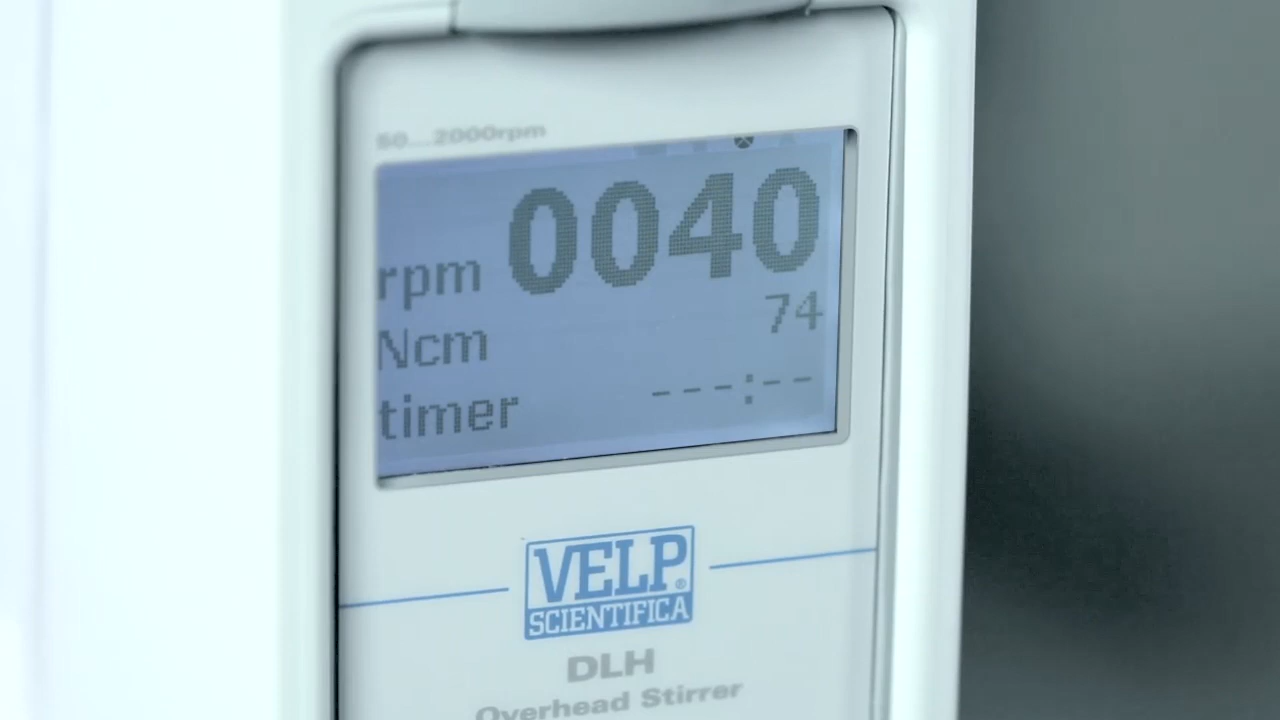 50...2000rpm
rpm 0040
Ncm 74
timer ---:--
VELP®
SCIENTIFICA
DLH
Overhead Stirrer